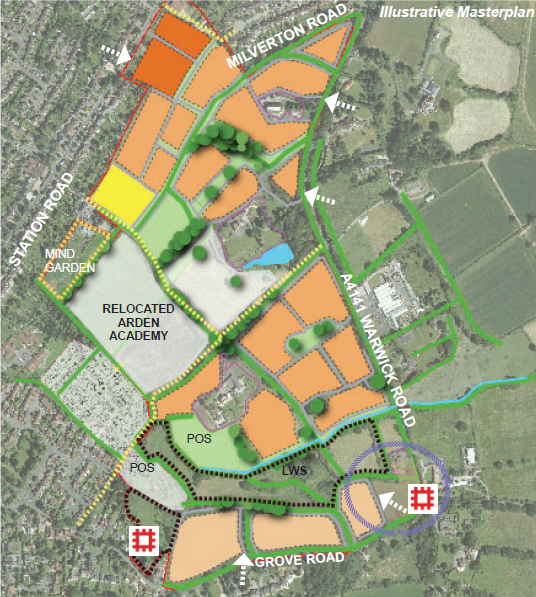 Illustrative Masterplan
MILVERTON ROAD
STATION ROAD
MIND
GARDEN
RELOCATED
ARDEN
ACADEMY
A4141 WARWICK ROAD
POS
POS
LWS
GROVE ROAD